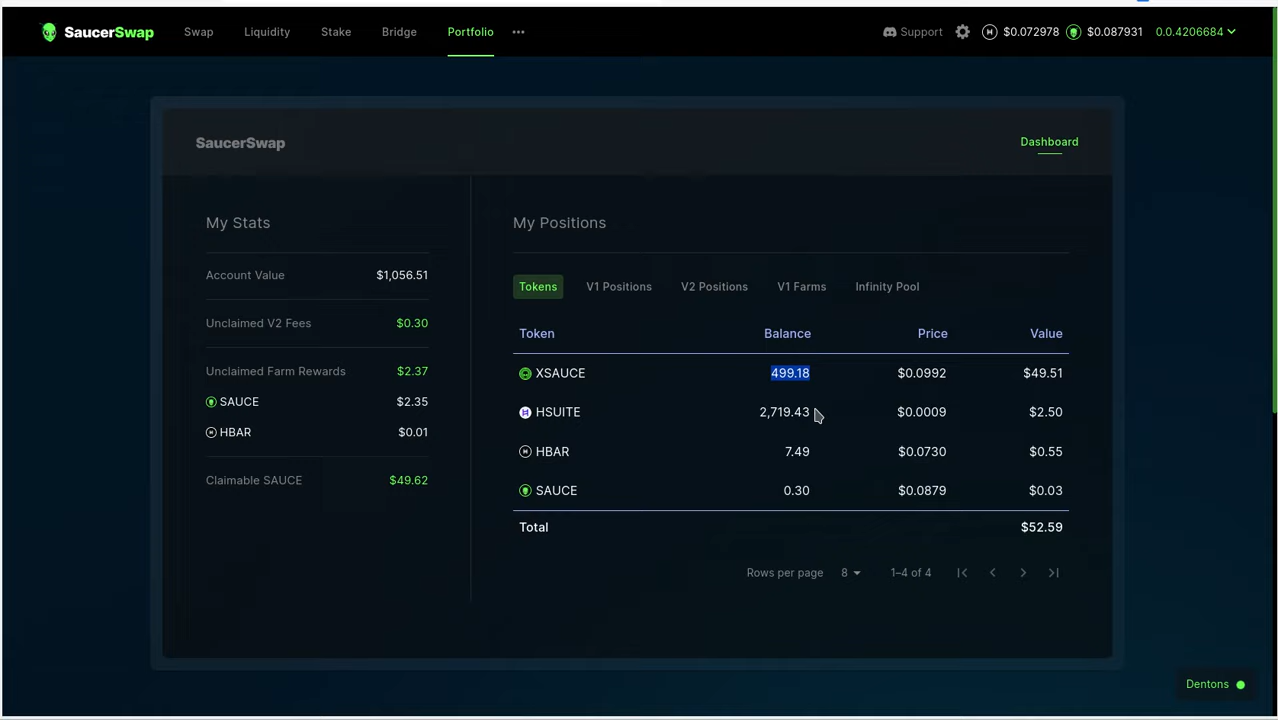 SaucerSwap Swap Liquidity Stake Bridge Portfolio ••• Support $0.072978 $0.087931 0.0.4206684
SaucerSwap Dashboard
My Stats
Account Value $1,056.51
Unclaimed V2 Fees $0.30
Unclaimed Farm Rewards $2.37
SAUCE $2.35
HBAR $0.01
Claimable SAUCE $49.62
My Positions
Tokens V1 Positions V2 Positions V1 Farms Infinity Pool
Token Balance Price Value
XSAUCE 499.18 $0.0992 $49.51
HSUITE 2,719.43 $0.0009 $2.50
HBAR 7.49 $0.0730 $0.55
SAUCE 0.30 $0.0879 $0.03
Total $52.59
Rows per page 8 1–4 of 4
Dentons